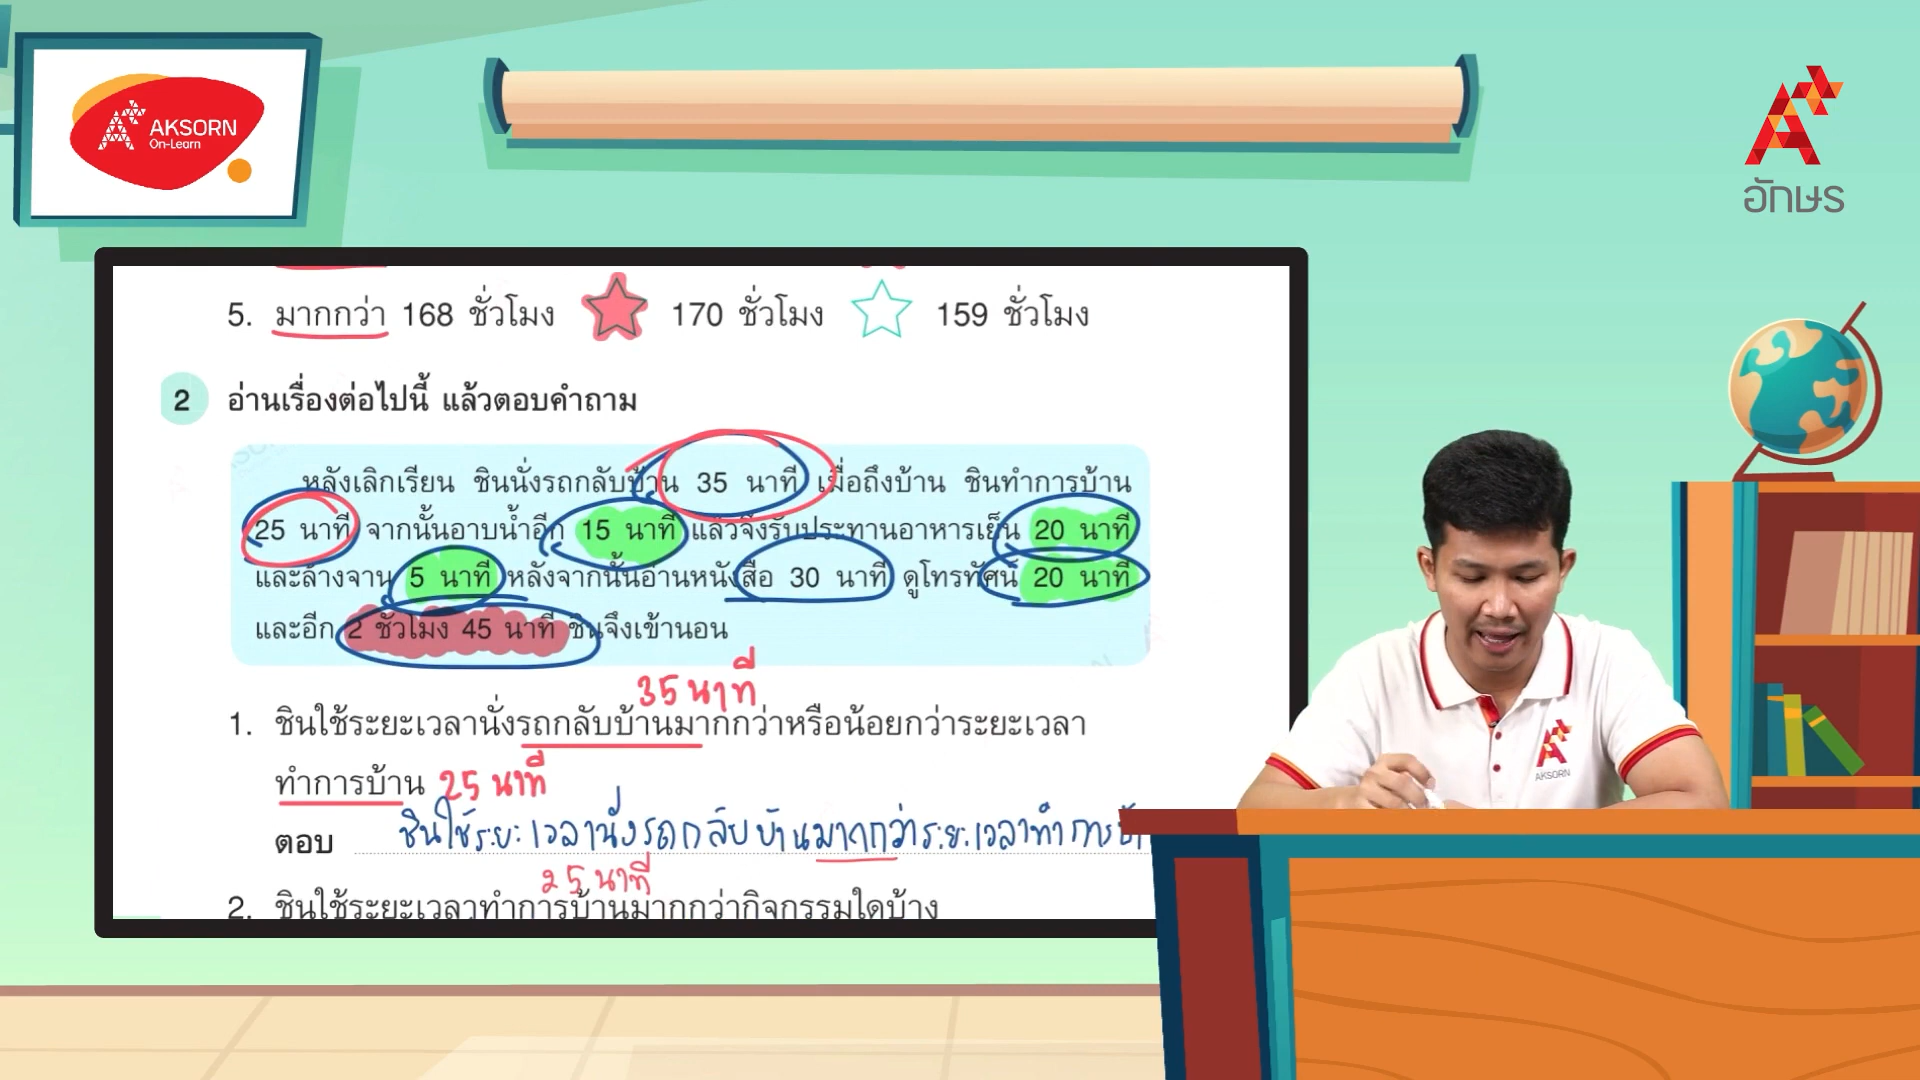 AKSORN
On-Learn
อักษร
5. มากกว่า 168 ชั่วโมง 170 ชั่วโมง 159 ชั่วโมง
2 อ่านเรื่องต่อไปนี้ แล้วตอบคำถาม
หลังเลิกเรียน ชินนั่งรถกลับบ้าน 35 นาที เมื่อถึงบ้าน ชินทำการบ้าน
25 นาที จากนั้นอาบน้ำอีก 15 นาที แล้วจึงรับประทานอาหารเย็น 20 นาที
และล้างจาน 5 นาที หลังจากนั้นอ่านหนังสือ 30 นาที ดูโทรทัศน์ 20 นาที
และอีก 2 ชั่วโมง 45 นาที ชินจึงเข้านอน
35 นาที
1. ชินใช้ระยะเวลานั่งรถกลับบ้านมากกว่าหรือน้อยกว่าระยะเวลา
ทำการบ้าน 25 นาที
ตอบ ชินใช้ระยะเวลานั่งรถกลับบ้านมากกว่าระยะเวลาทำการบ้า
25 นาที
2. ชินใช้ระยะเวลาทำการบ้านมากกว่ากิจกรรมใดบ้าง
AKSORN